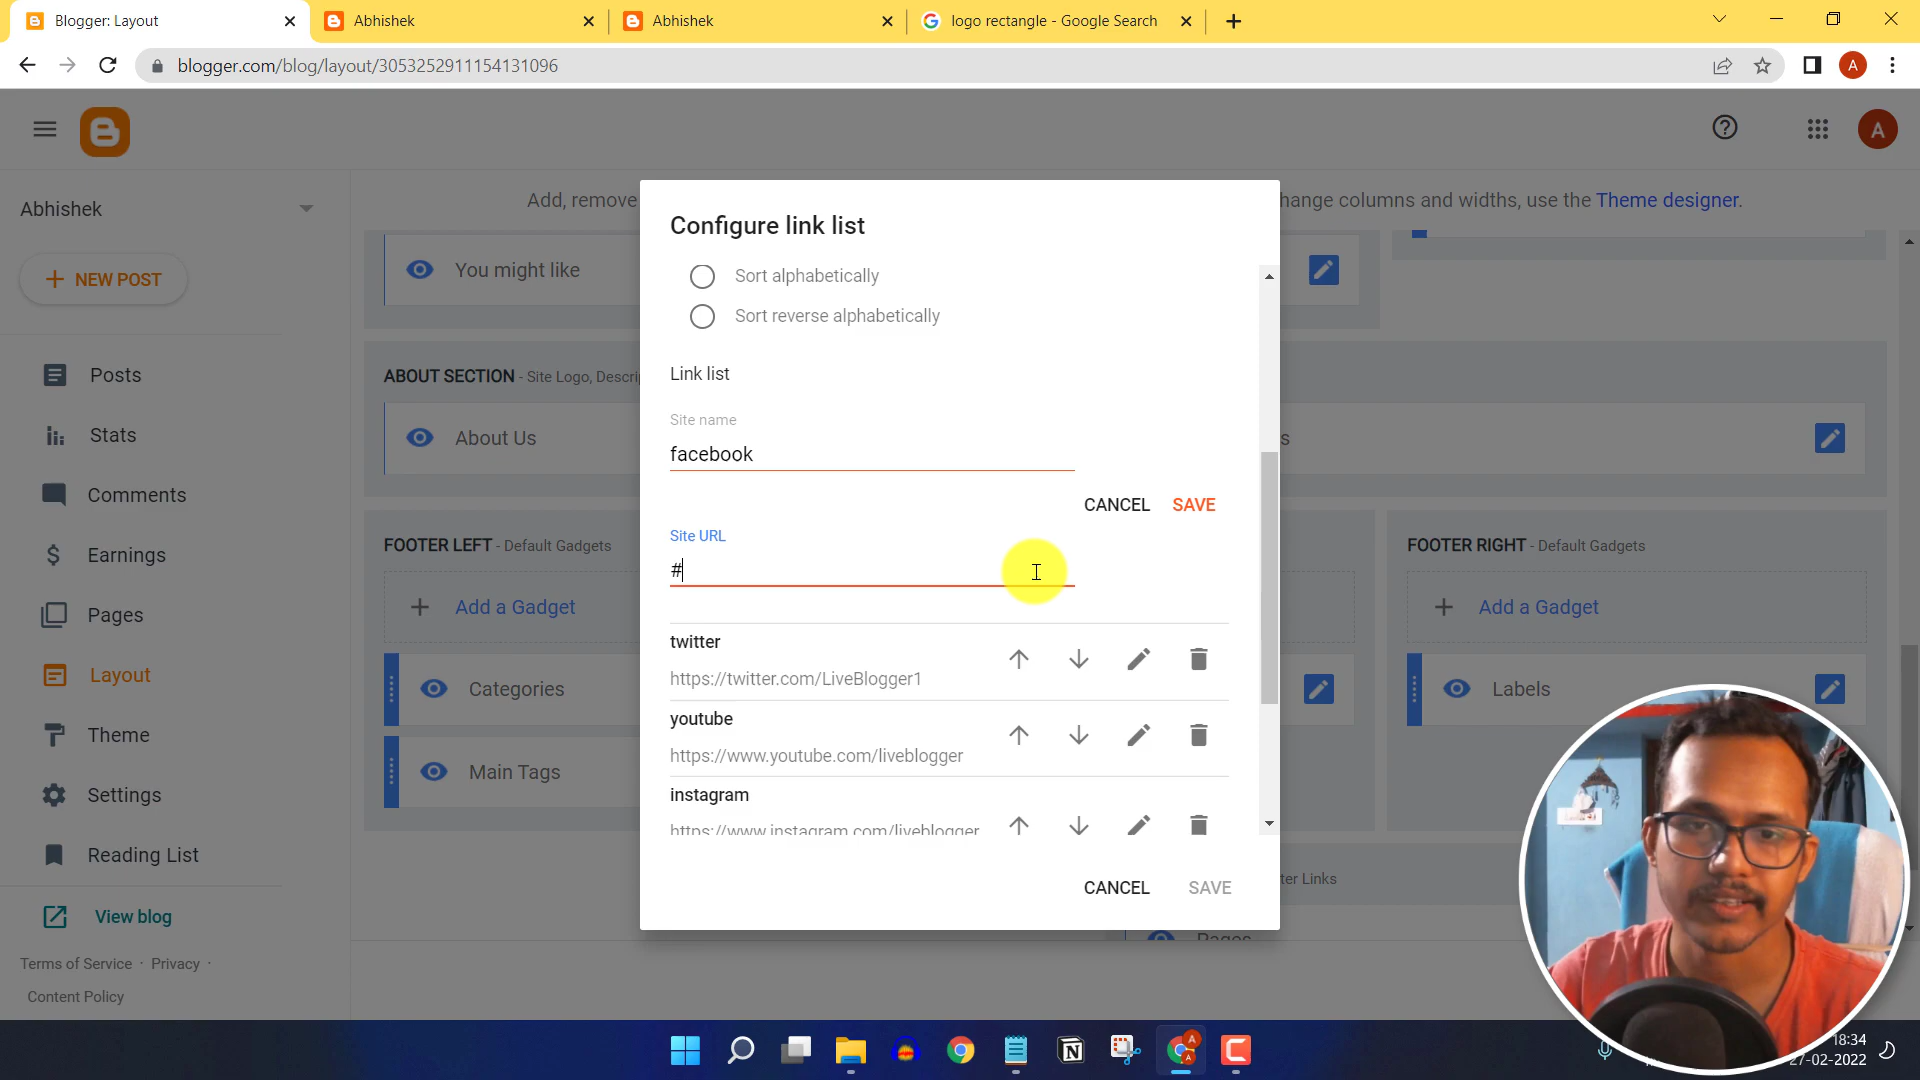 Blogger: Layout
Abhishek
Abhishek
logo rectangle - Google Search
blogger.com/blog/layout/3053252911154131096
A
A
Abhishek
NEW POST
Posts
Stats
Comments
Earnings
Pages
Layout
Theme
Settings
Reading List
View blog
Terms of Service · Privacy ·
Content Policy
Add, remove
hange columns and widths, use the Theme designer.
You might like
ABOUT SECTION - Site Logo, Descri
About Us
s
FOOTER LEFT - Default Gadgets
Add a Gadget
Categories
Main Tags
FOOTER RIGHT - Default Gadgets
Add a Gadget
Labels
ter Links
Pages
Configure link list
Sort alphabetically
Sort reverse alphabetically
Link list
Site name
facebook
CANCEL SAVE
Site URL
#
twitter
https://twitter.com/LiveBlogger1
youtube
https://www.youtube.com/liveblogger
instagram
https://www.instagram.com/liveblogger
CANCEL SAVE
18:34
27-02-2022